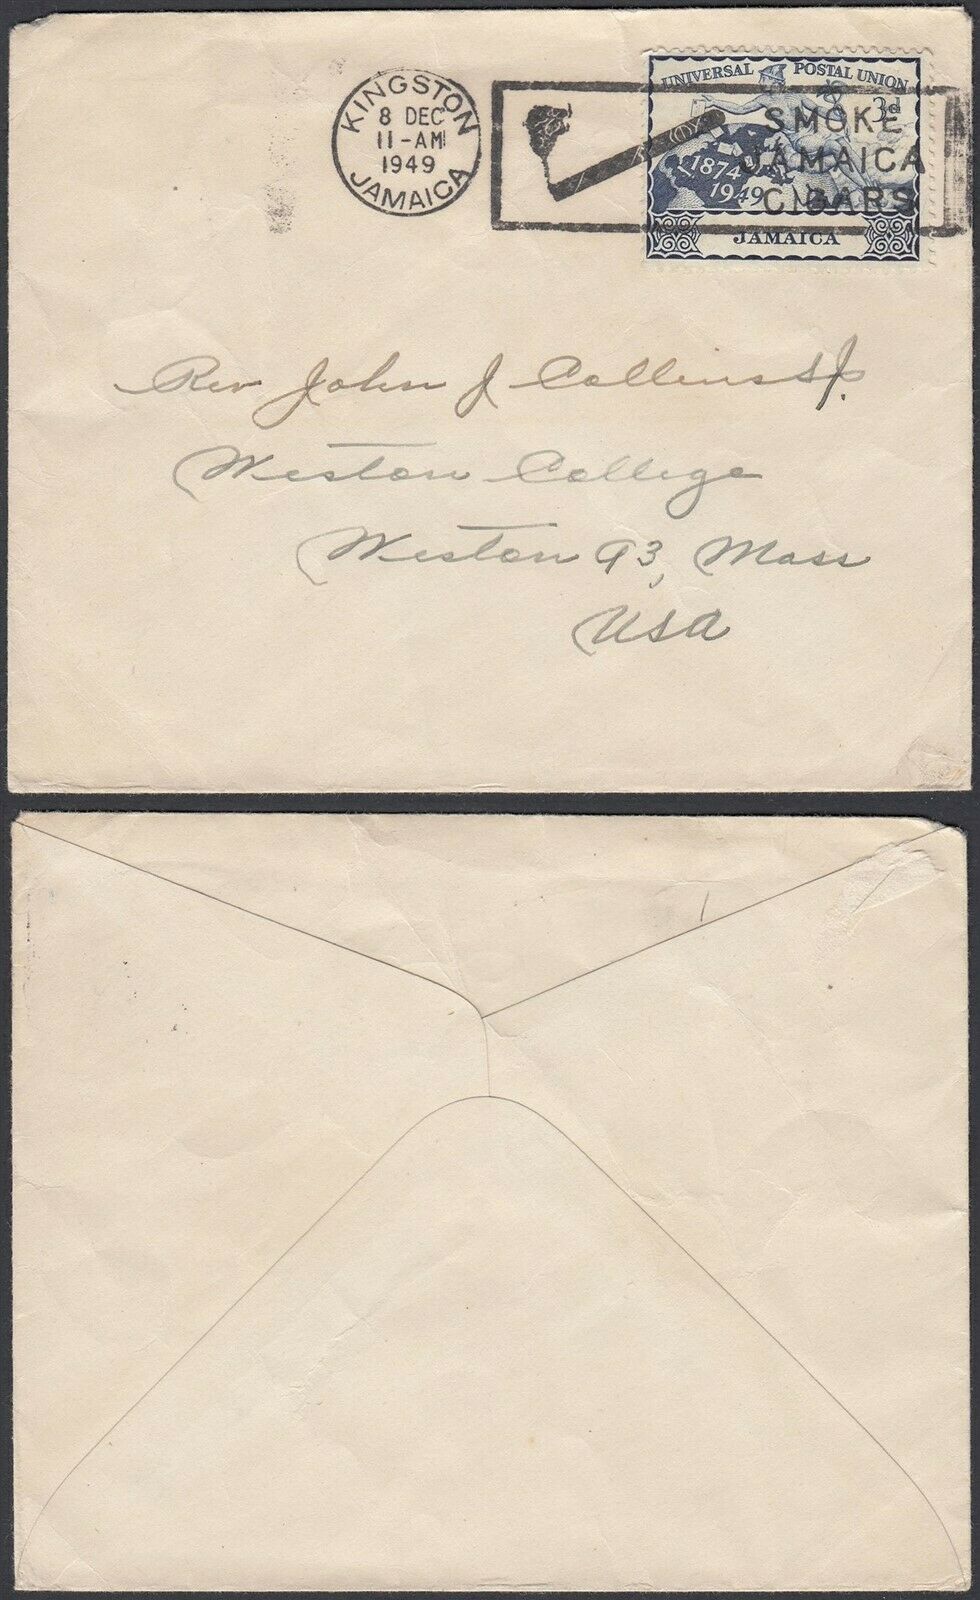 KINGSTON
8 DEC
11-AM
1949
JAMAICA
SMOKE
JAMAICA
CIGARS
UNIVERSAL POSTAL UNION
3d
1874
1949
JAMAICA
Rev John J Collins SJ.
Weston College
Weston 93, Mass
USA